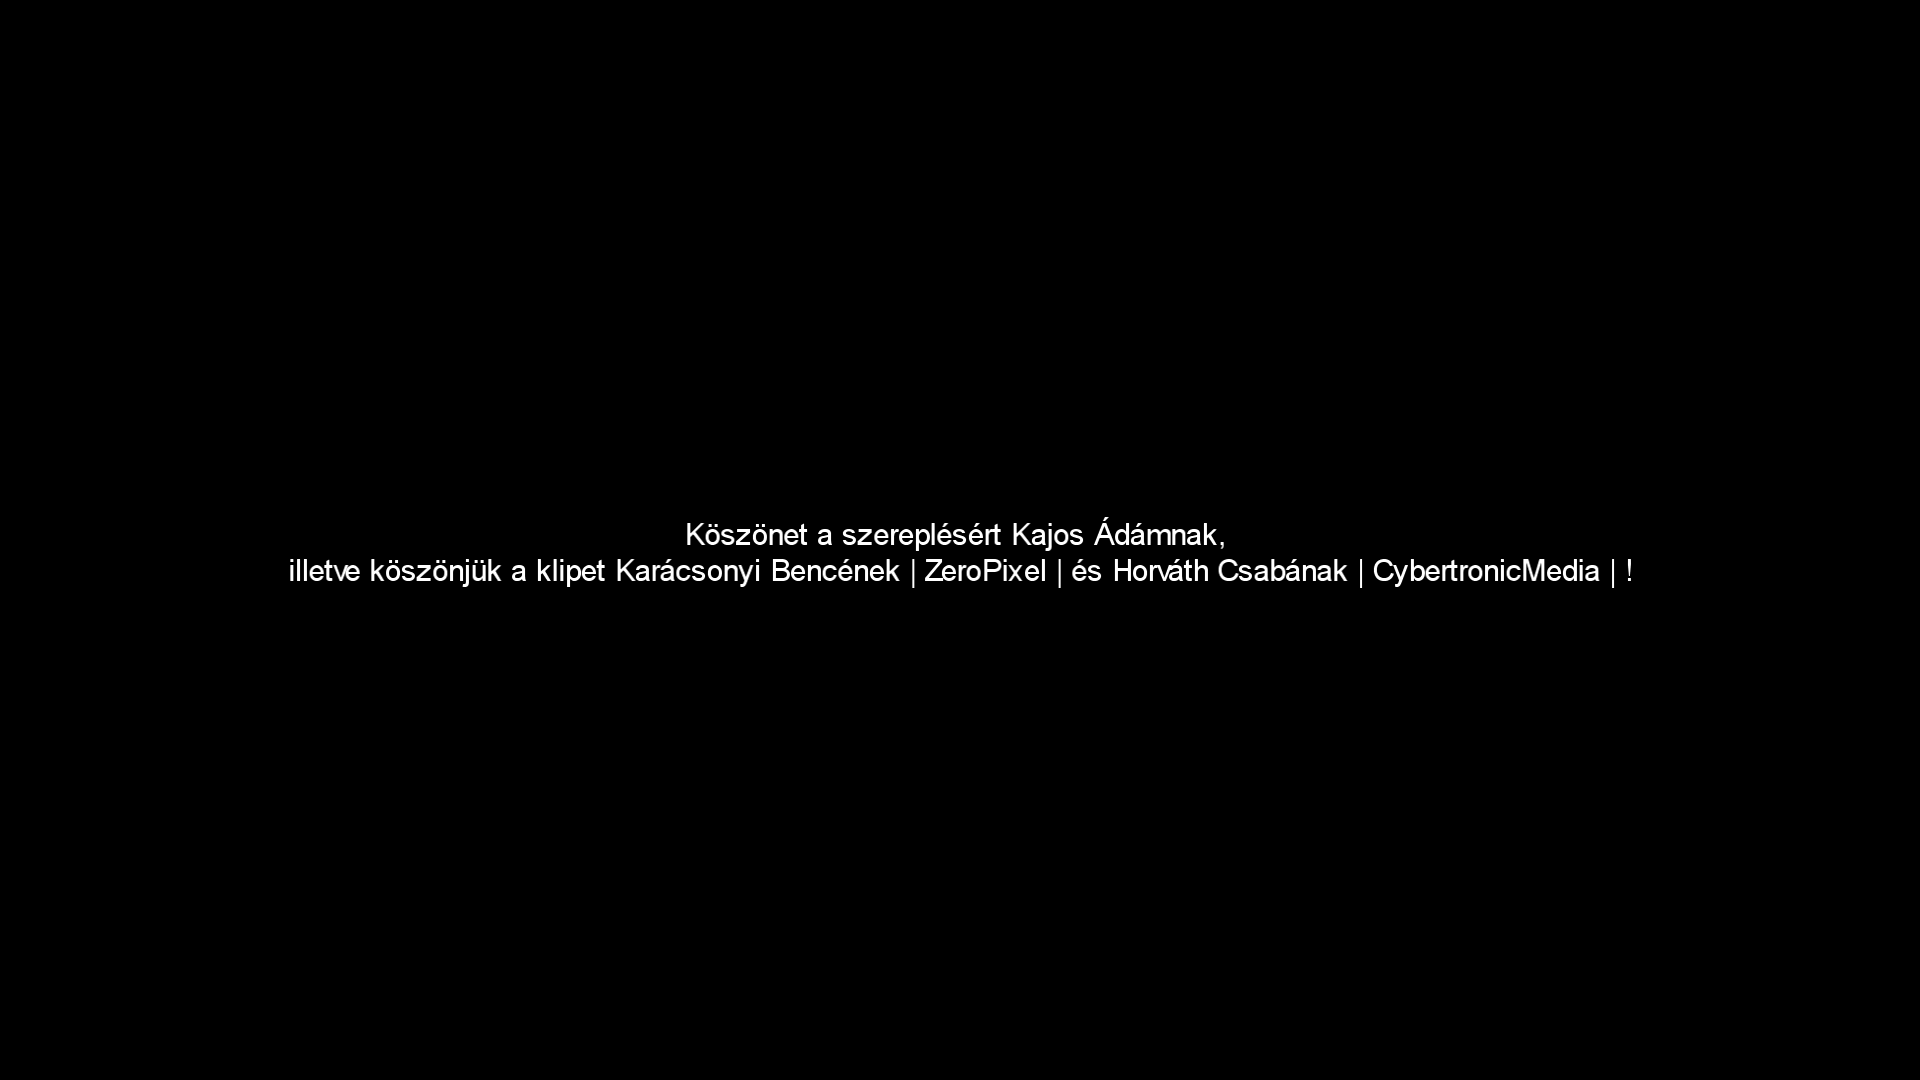 Köszönet a szereplésért Kajos Ádámnak,
illetve köszönjük a klipet Karácsonyi Bencének | ZeroPixel | és Horváth Csabának | CybertronicMedia | !